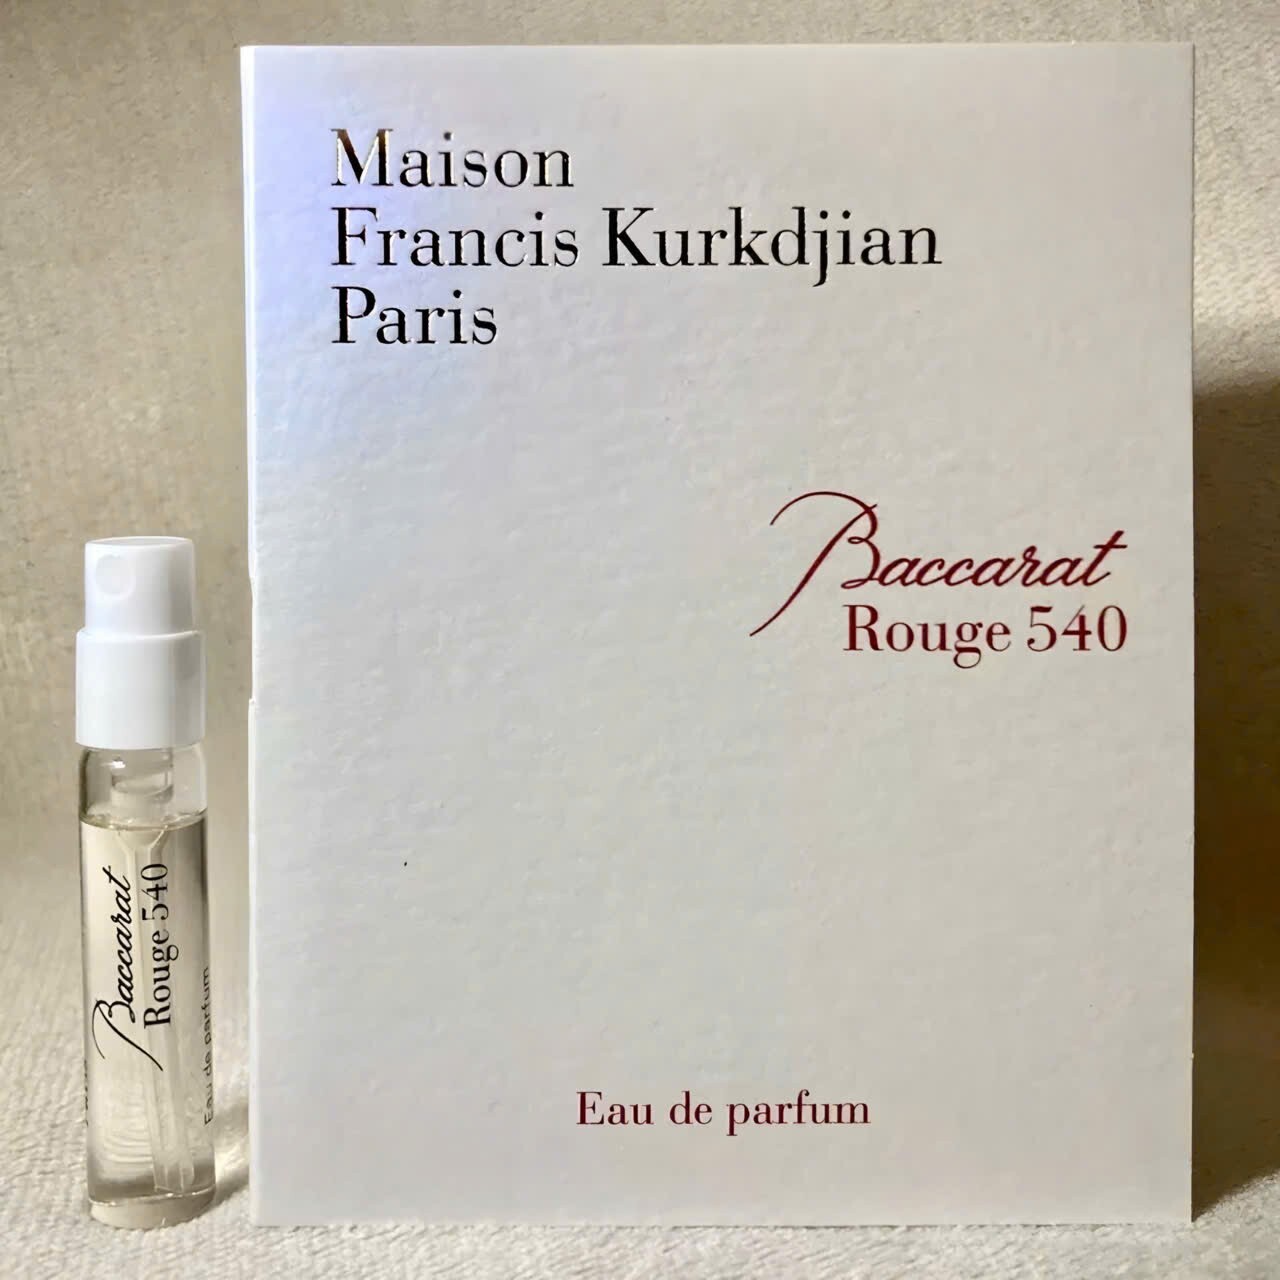 Maison
Francis Kurkdjian
Paris
Baccarat
Rouge 540
Eau de parfum
Baccarat
Rouge 540
Eau de parfum